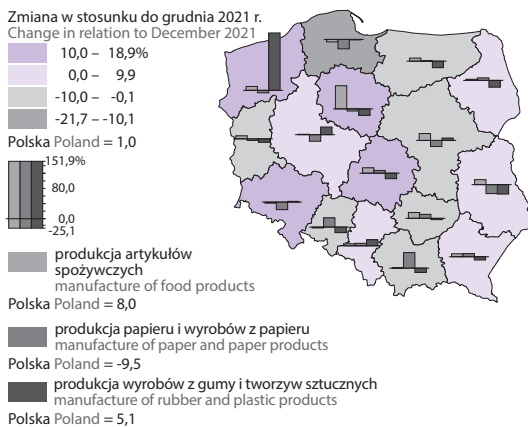 Zmiana w stosunku do grudnia 2021 r.
Change in relation to December 2021
10,0 – 18,9%
0,0 – 9,9
-10,0 – -0,1
-21,7 – -10,1
Polska Poland = 1,0
151,9%
80,0
0,0
-25,1
produkcja artykułów
spożywczych
manufacture of food products
Polska Poland = 8,0
produkcja papieru i wyrobów z papieru
manufacture of paper and paper products
Polska Poland = -9,5
produkcja wyrobów z gumy i tworzyw sztucznych
manufacture of rubber and plastic products
Polska Poland = 5,1